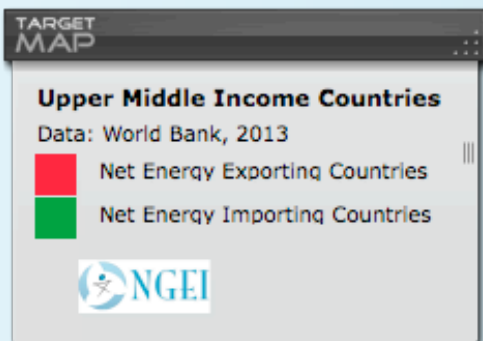 TARGET
MAP
Upper Middle Income Countries
Data: World Bank, 2013
Net Energy Exporting Countries
Net Energy Importing Countries
NGEI